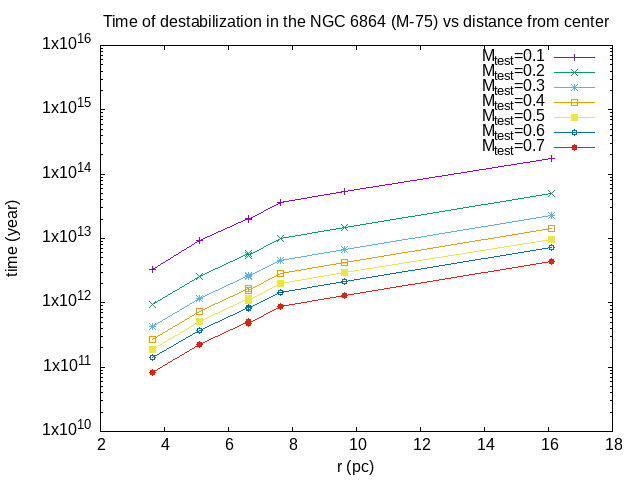 Time of destabilization in the NGC 6864 (M-75) vs distance from center
1x10^16
1x10^15
1x10^14
1x10^13
1x10^12
1x10^11
1x10^10
time (year)
M_test=0.1
M_test=0.2
M_test=0.3
M_test=0.4
M_test=0.5
M_test=0.6
M_test=0.7
2 4 6 8 10 12 14 16 18
r (pc)